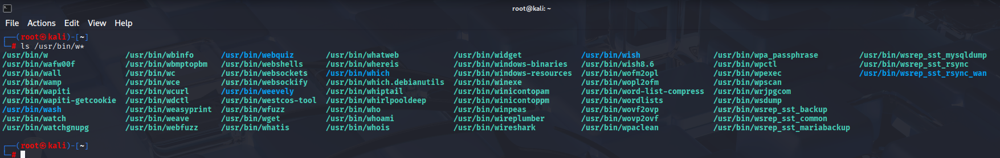 root@kali: ~
File Actions Edit View Help
┌──(root㉿kali)-[~]
└─# ls /usr/bin/w*
/usr/bin/w /usr/bin/wbinfo /usr/bin/webquiz /usr/bin/whatweb /usr/bin/widget /usr/bin/wish /usr/bin/wpa_passphrase /usr/bin/wsrep_sst_mysqldump
/usr/bin/wafw00f /usr/bin/wbmptopbm /usr/bin/webshells /usr/bin/whereis /usr/bin/windows-binaries /usr/bin/wish8.6 /usr/bin/wpctl /usr/bin/wsrep_sst_rsync
/usr/bin/wall /usr/bin/wc /usr/bin/websockets /usr/bin/which /usr/bin/windows-resources /usr/bin/wofm2opl /usr/bin/wpexec /usr/bin/wsrep_sst_rsync_wan
/usr/bin/wamp /usr/bin/wce /usr/bin/websockify /usr/bin/which.debianutils /usr/bin/winexe /usr/bin/wopl2ofm /usr/bin/wpscan
/usr/bin/wapiti /usr/bin/wcurl /usr/bin/weevely /usr/bin/whiptail /usr/bin/winicontopam /usr/bin/word-list-compress /usr/bin/wrjpgcom
/usr/bin/wapiti-getcookie /usr/bin/wdctl /usr/bin/westcos-tool /usr/bin/whirlpooldeep /usr/bin/winicontoppm /usr/bin/wordlists /usr/bin/wsdump
/usr/bin/wash /usr/bin/weasyprint /usr/bin/wfuzz /usr/bin/who /usr/bin/winpeas /usr/bin/wovf2ovp /usr/bin/wsrep_sst_backup
/usr/bin/watch /usr/bin/weave /usr/bin/wget /usr/bin/whoami /usr/bin/wireplumber /usr/bin/wovp2ovf /usr/bin/wsrep_sst_common
/usr/bin/watchgnupg /usr/bin/webfuzz /usr/bin/whatis /usr/bin/whois /usr/bin/wireshark /usr/bin/wpaclean /usr/bin/wsrep_sst_mariabackup
┌──(root㉿kali)-[~]
└─#